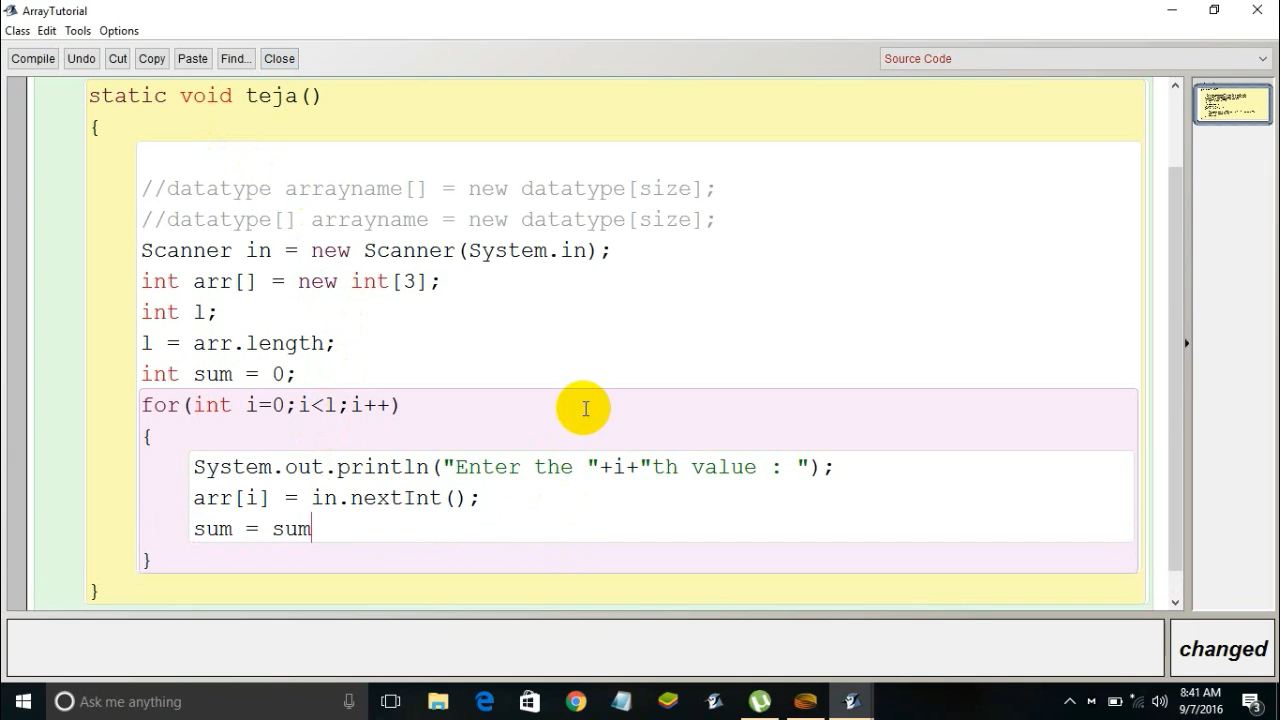 ArrayTutorial
Class Edit Tools Options
Compile Undo Cut Copy Paste Find... Close Source Code
static void teja()
{
//datatype arrayname[] = new datatype[size];
//datatype[] arrayname = new datatype[size];
Scanner in = new Scanner(System.in);
int arr[] = new int[3];
int l;
l = arr.length;
int sum = 0;
for(int i=0;i<l;i++)
{
System.out.println("Enter the "+i+"th value : ");
arr[i] = in.nextInt();
sum = sum
}
}
changed
Ask me anything
8:41 AM
9/7/2016
3